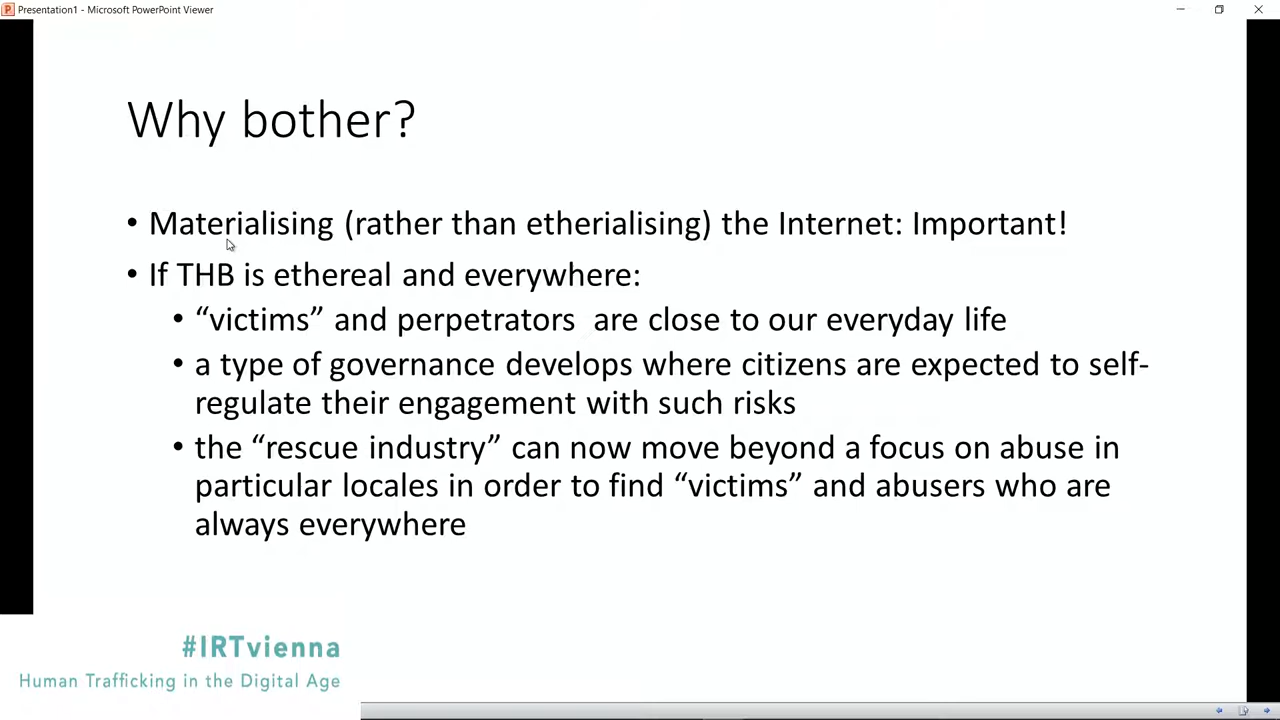 Presentation1 - Microsoft PowerPoint Viewer
Why bother?
• Materialising (rather than etherialising) the Internet: Important!
• If THB is ethereal and everywhere:
• “victims” and perpetrators  are close to our everyday life
• a type of governance develops where citizens are expected to self-
regulate their engagement with such risks
• the “rescue industry” can now move beyond a focus on abuse in
particular locales in order to find “victims” and abusers who are
always everywhere
#IRTvienna
Human Trafficking in the Digital Age